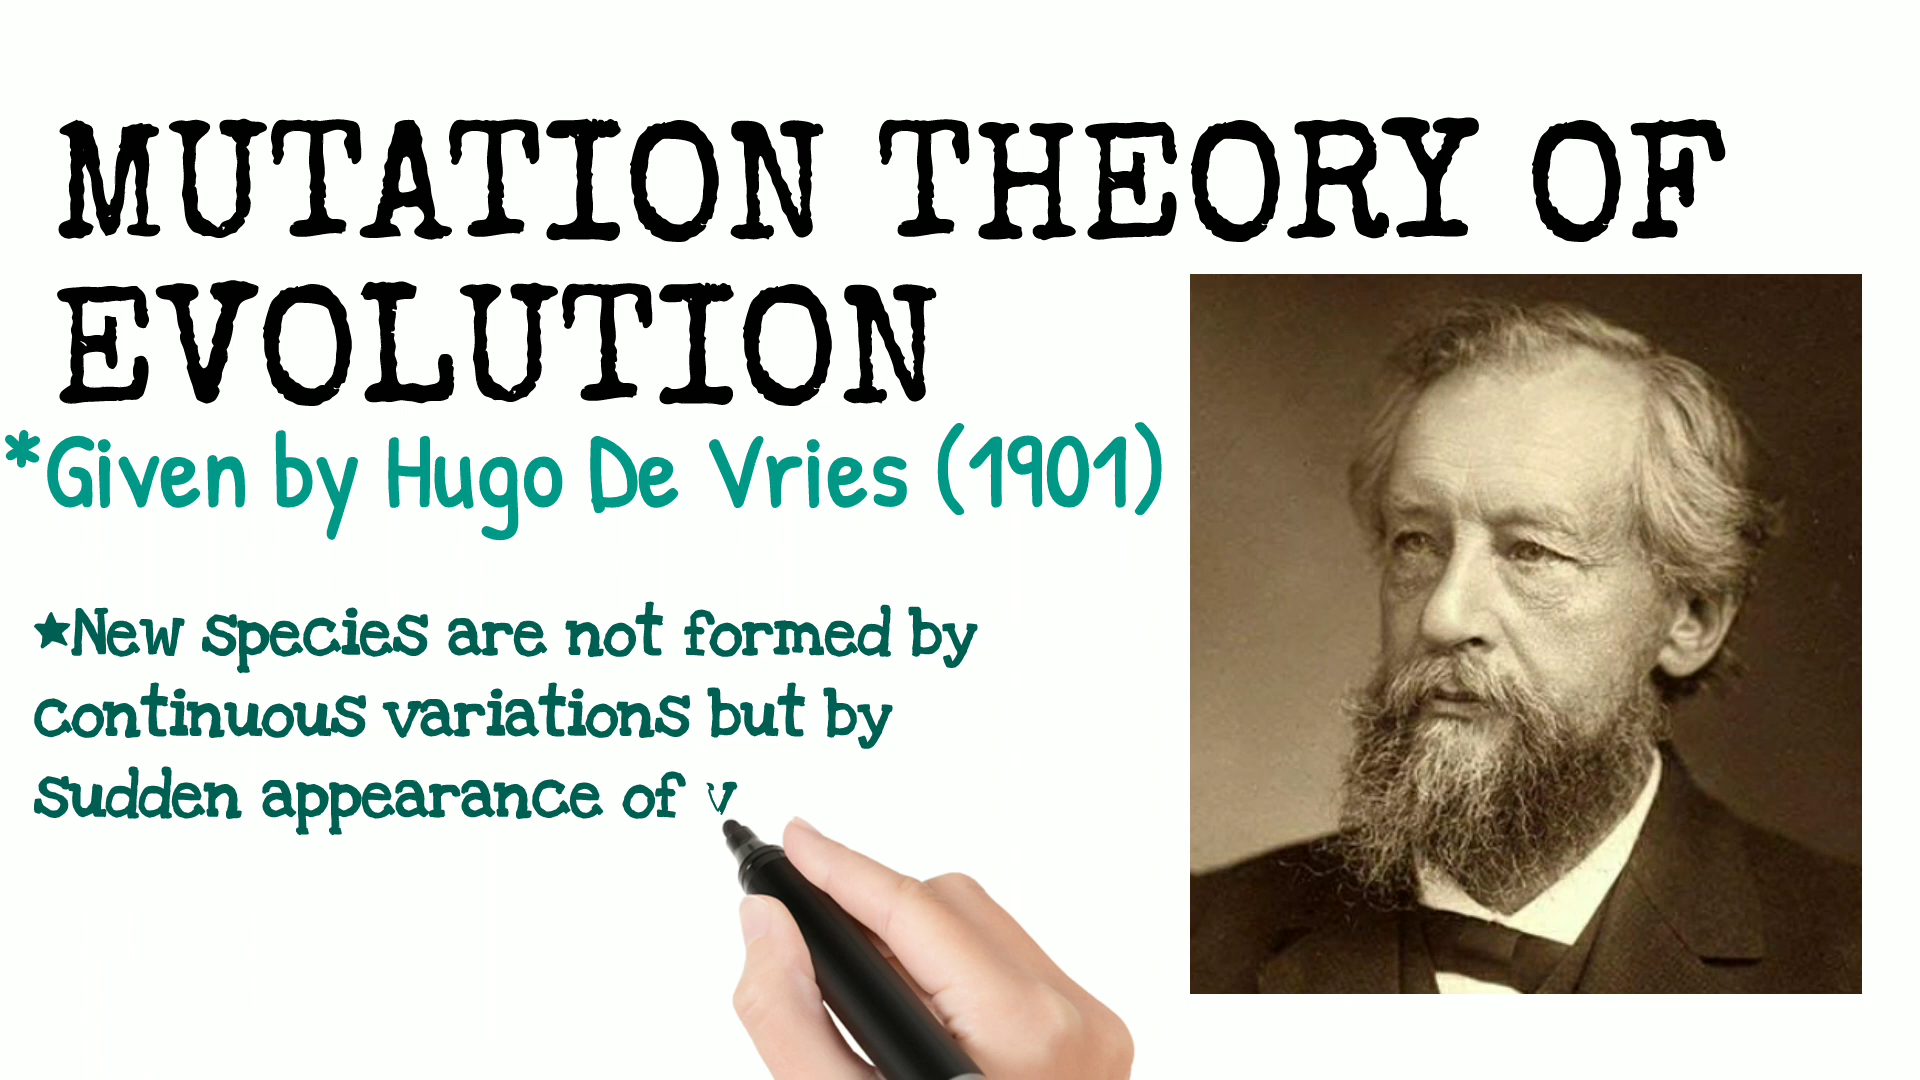 MUTATION THEORY OF
EVOLUTION
*Given by Hugo De Vries (1901)
★New species are not formed by
continuous variations but by
sudden appearance of v